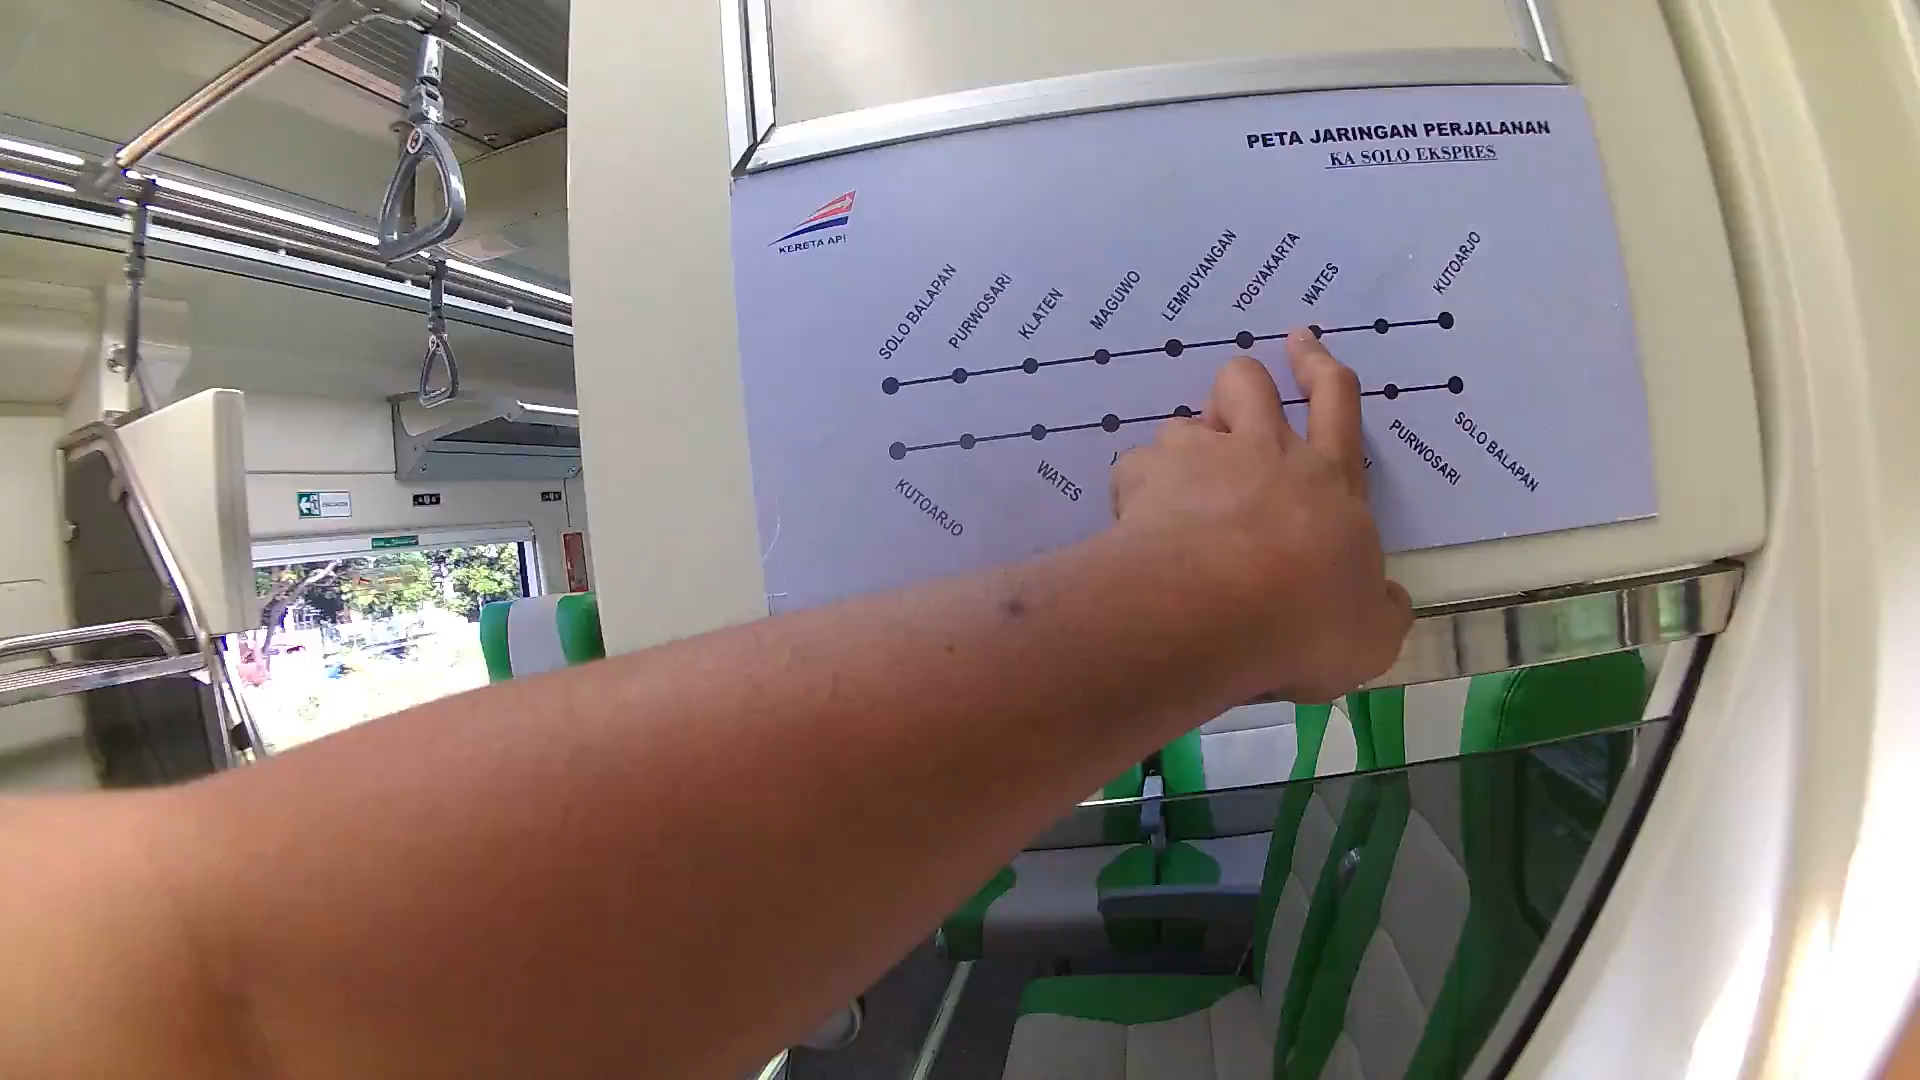 PETA JARINGAN PERJALANAN
KA SOLO EKSPRES
KERETA API
SOLO BALAPAN
PURWOSARI
KLATEN
MAGUWO
LEMPUYANGAN
YOGYAKARTA
WATES
KUTOARJO
KUTOARJO
WATES
PURWOSARI
SOLO BALAPAN